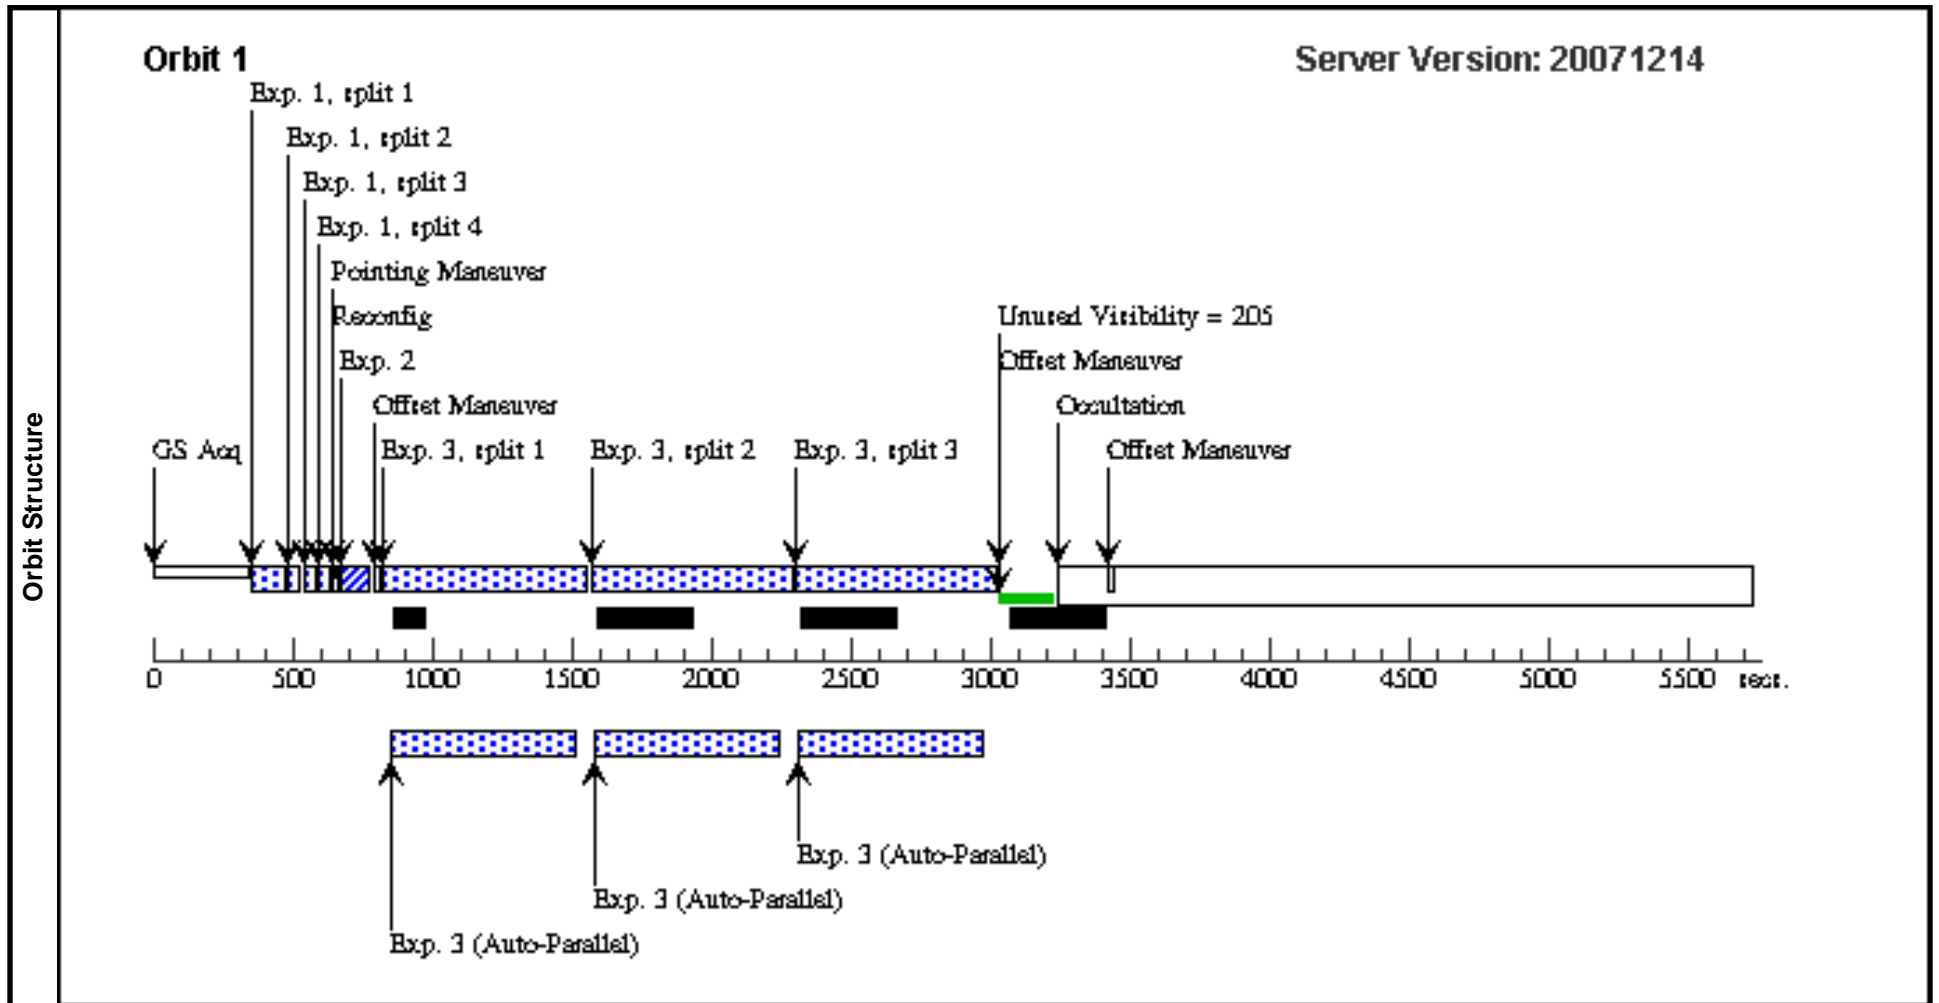 Orbit 1
Server Version: 20071214
Exp. 1, split 1
Exp. 1, split 2
Exp. 1, split 3
Exp. 1, split 4
Pointing Maneuver
Reconfig
Unused Visibility = 205
Exp. 2
Offset Maneuver
Offset Maneuver
Occultation
GS Acq
Exp. 3, split 1
Exp. 3, split 2
Exp. 3, split 3
Offset Maneuver
Orbit Structure
0 500 1000 1500 2000 2500 3000 3500 4000 4500 5000 5500 secs.
Exp. 3 (Auto-Parallel)
Exp. 3 (Auto-Parallel)
Exp. 3 (Auto-Parallel)